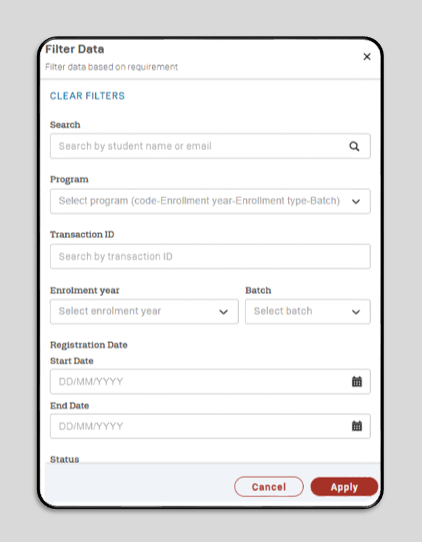 Filter Data
Filter data based on requirement
CLEAR FILTERS
Search
Search by student name or email
Program
Select program (code-Enrollment year-Enrollment type-Batch)
Transaction ID
Search by transaction ID
Enrolment year
Batch
Select enrolment year
Select batch
Registration Date
Start Date
DD/MM/YYYY
End Date
DD/MM/YYYY
Status
Cancel
Apply